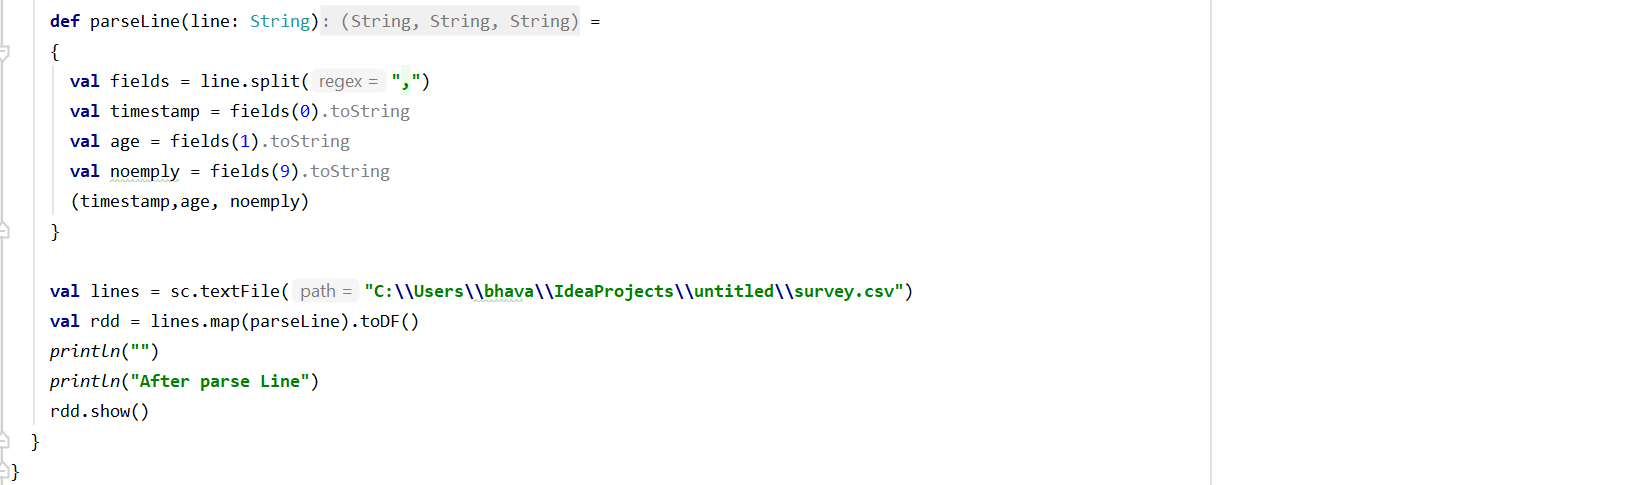 def parseLine(line: String): (String, String, String) =
{
val fields = line.split( regex = ",")
val timestamp = fields(0).toString
val age = fields(1).toString
val noemply = fields(9).toString
(timestamp,age, noemply)
}
val lines = sc.textFile( path = "C:\\Users\\bhava\\IdeaProjects\\untitled\\survey.csv")
val rdd = lines.map(parseLine).toDF()
println("")
println("After parse Line")
rdd.show()
}
}